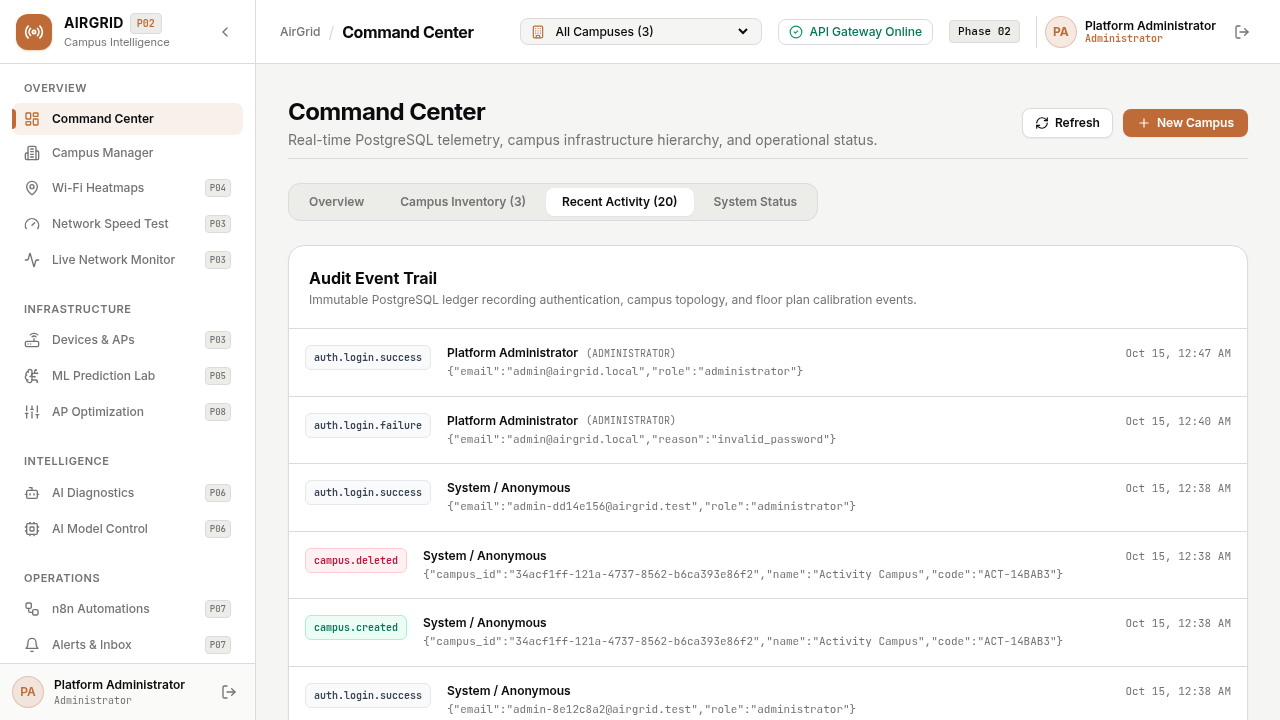 AIRGRID P02
Campus Intelligence
OVERVIEW
Command Center
Campus Manager
Wi-Fi Heatmaps P04
Network Speed Test P03
Live Network Monitor P03
INFRASTRUCTURE
Devices & APs P03
ML Prediction Lab P05
AP Optimization P08
INTELLIGENCE
AI Diagnostics P06
AI Model Control P06
OPERATIONS
n8n Automations P07
Alerts & Inbox P07
PA Platform Administrator
Administrator
AirGrid / Command Center
All Campuses (3)
API Gateway Online
Phase 02
PA Platform Administrator
Administrator
Command Center
Real-time PostgreSQL telemetry, campus infrastructure hierarchy, and operational status.
Refresh
New Campus
Overview Campus Inventory (3) Recent Activity (20) System Status
Audit Event Trail
Immutable PostgreSQL ledger recording authentication, campus topology, and floor plan calibration events.
auth.login.success Platform Administrator (ADMINISTRATOR) Oct 15, 12:47 AM
{"email":"admin@airgrid.local","role":"administrator"}
auth.login.failure Platform Administrator (ADMINISTRATOR) Oct 15, 12:40 AM
{"email":"admin@airgrid.local","reason":"invalid_password"}
auth.login.success System / Anonymous Oct 15, 12:38 AM
{"email":"admin-dd14e156@airgrid.test","role":"administrator"}
campus.deleted System / Anonymous Oct 15, 12:38 AM
{"campus_id":"34acf1ff-121a-4737-8562-b6ca393e86f2","name":"Activity Campus","code":"ACT-14BAB3"}
campus.created System / Anonymous Oct 15, 12:38 AM
{"campus_id":"34acf1ff-121a-4737-8562-b6ca393e86f2","name":"Activity Campus","code":"ACT-14BAB3"}
auth.login.success System / Anonymous Oct 15, 12:38 AM
{"email":"admin-8e12c8a2@airgrid.test","role":"administrator"}